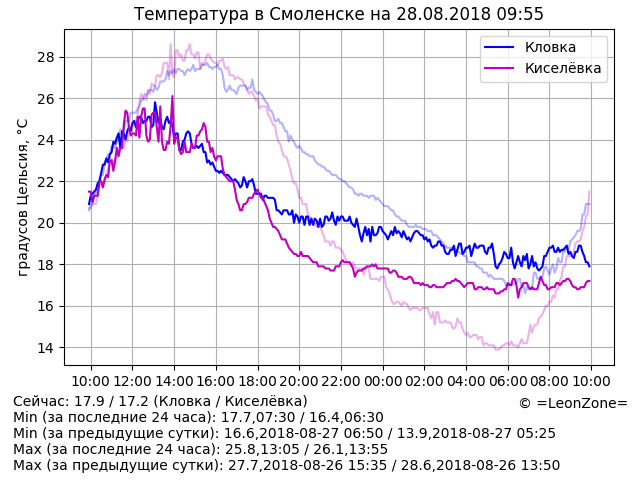 Температура в Смоленске на 28.08.2018 09:55
Кловка
Киселёвка
градусов Цельсия, °C
28
26
24
22
20
18
16
14
10:00 12:00 14:00 16:00 18:00 20:00 22:00 00:00 02:00 04:00 06:00 08:00 10:00
Сейчас: 17.9 / 17.2 (Кловка / Киселёвка)
© =LeonZone=
Min (за последние 24 часа): 17.7,07:30 / 16.4,06:30
Min (за предыдущие сутки): 16.6,2018-08-27 06:50 / 13.9,2018-08-27 05:25
Max (за последние 24 часа): 25.8,13:05 / 26.1,13:55
Max (за предыдущие сутки): 27.7,2018-08-26 15:35 / 28.6,2018-08-26 13:50